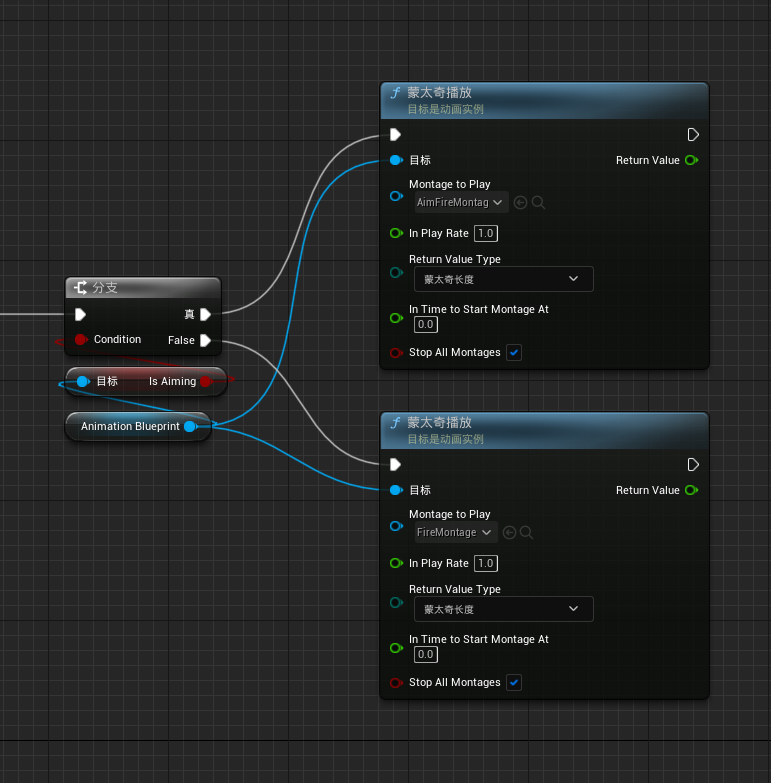 蒙太奇播放
目标是动画实例
目标
Return Value
Montage to Play
AimFireMontag
In Play Rate 1.0
Return Value Type
蒙太奇长度
In Time to Start Montage At
0.0
Stop All Montages
分支
真
Condition
False
目标
Is Aiming
Animation Blueprint
蒙太奇播放
目标是动画实例
目标
Return Value
Montage to Play
FireMontage
In Play Rate 1.0
Return Value Type
蒙太奇长度
In Time to Start Montage At
0.0
Stop All Montages